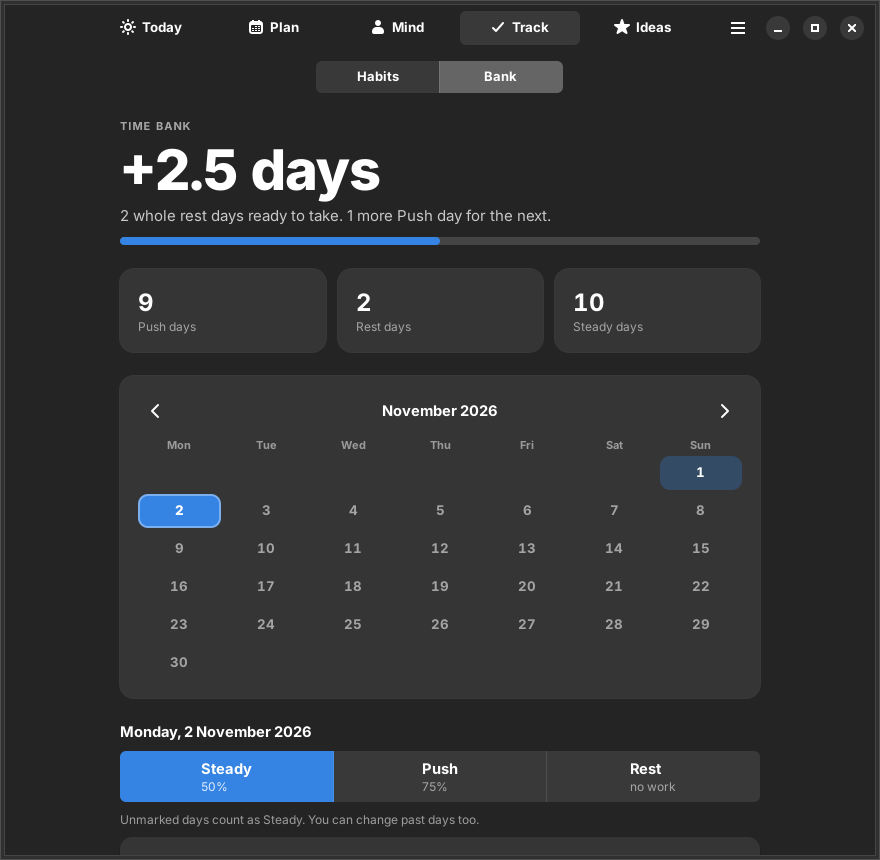 Today Plan Mind Track Ideas
Habits Bank
TIME BANK
+2.5 days
2 whole rest days ready to take. 1 more Push day for the next.
9 2 10
Push days Rest days Steady days
November 2026
Mon Tue Wed Thu Fri Sat Sun
1
2 3 4 5 6 7 8
9 10 11 12 13 14 15
16 17 18 19 20 21 22
23 24 25 26 27 28 29
30
Monday, 2 November 2026
Steady Push Rest
50% 75% no work
Unmarked days count as Steady. You can change past days too.